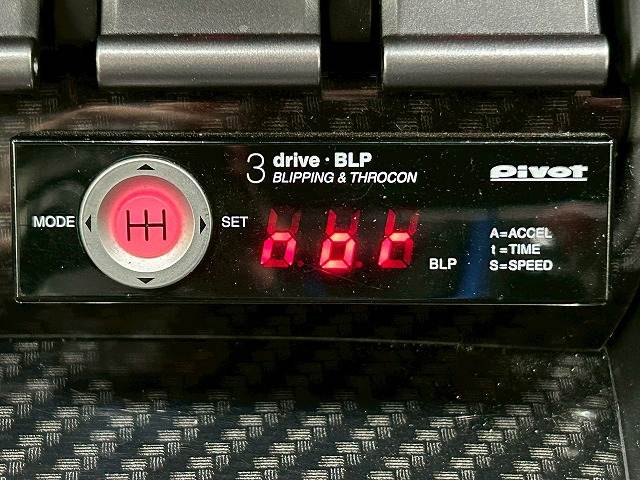 3 drive · BLP
BLIPPING & THROCON
Pivot
MODE
SET
BLP
A=ACCEL
t=TIME
S=SPEED